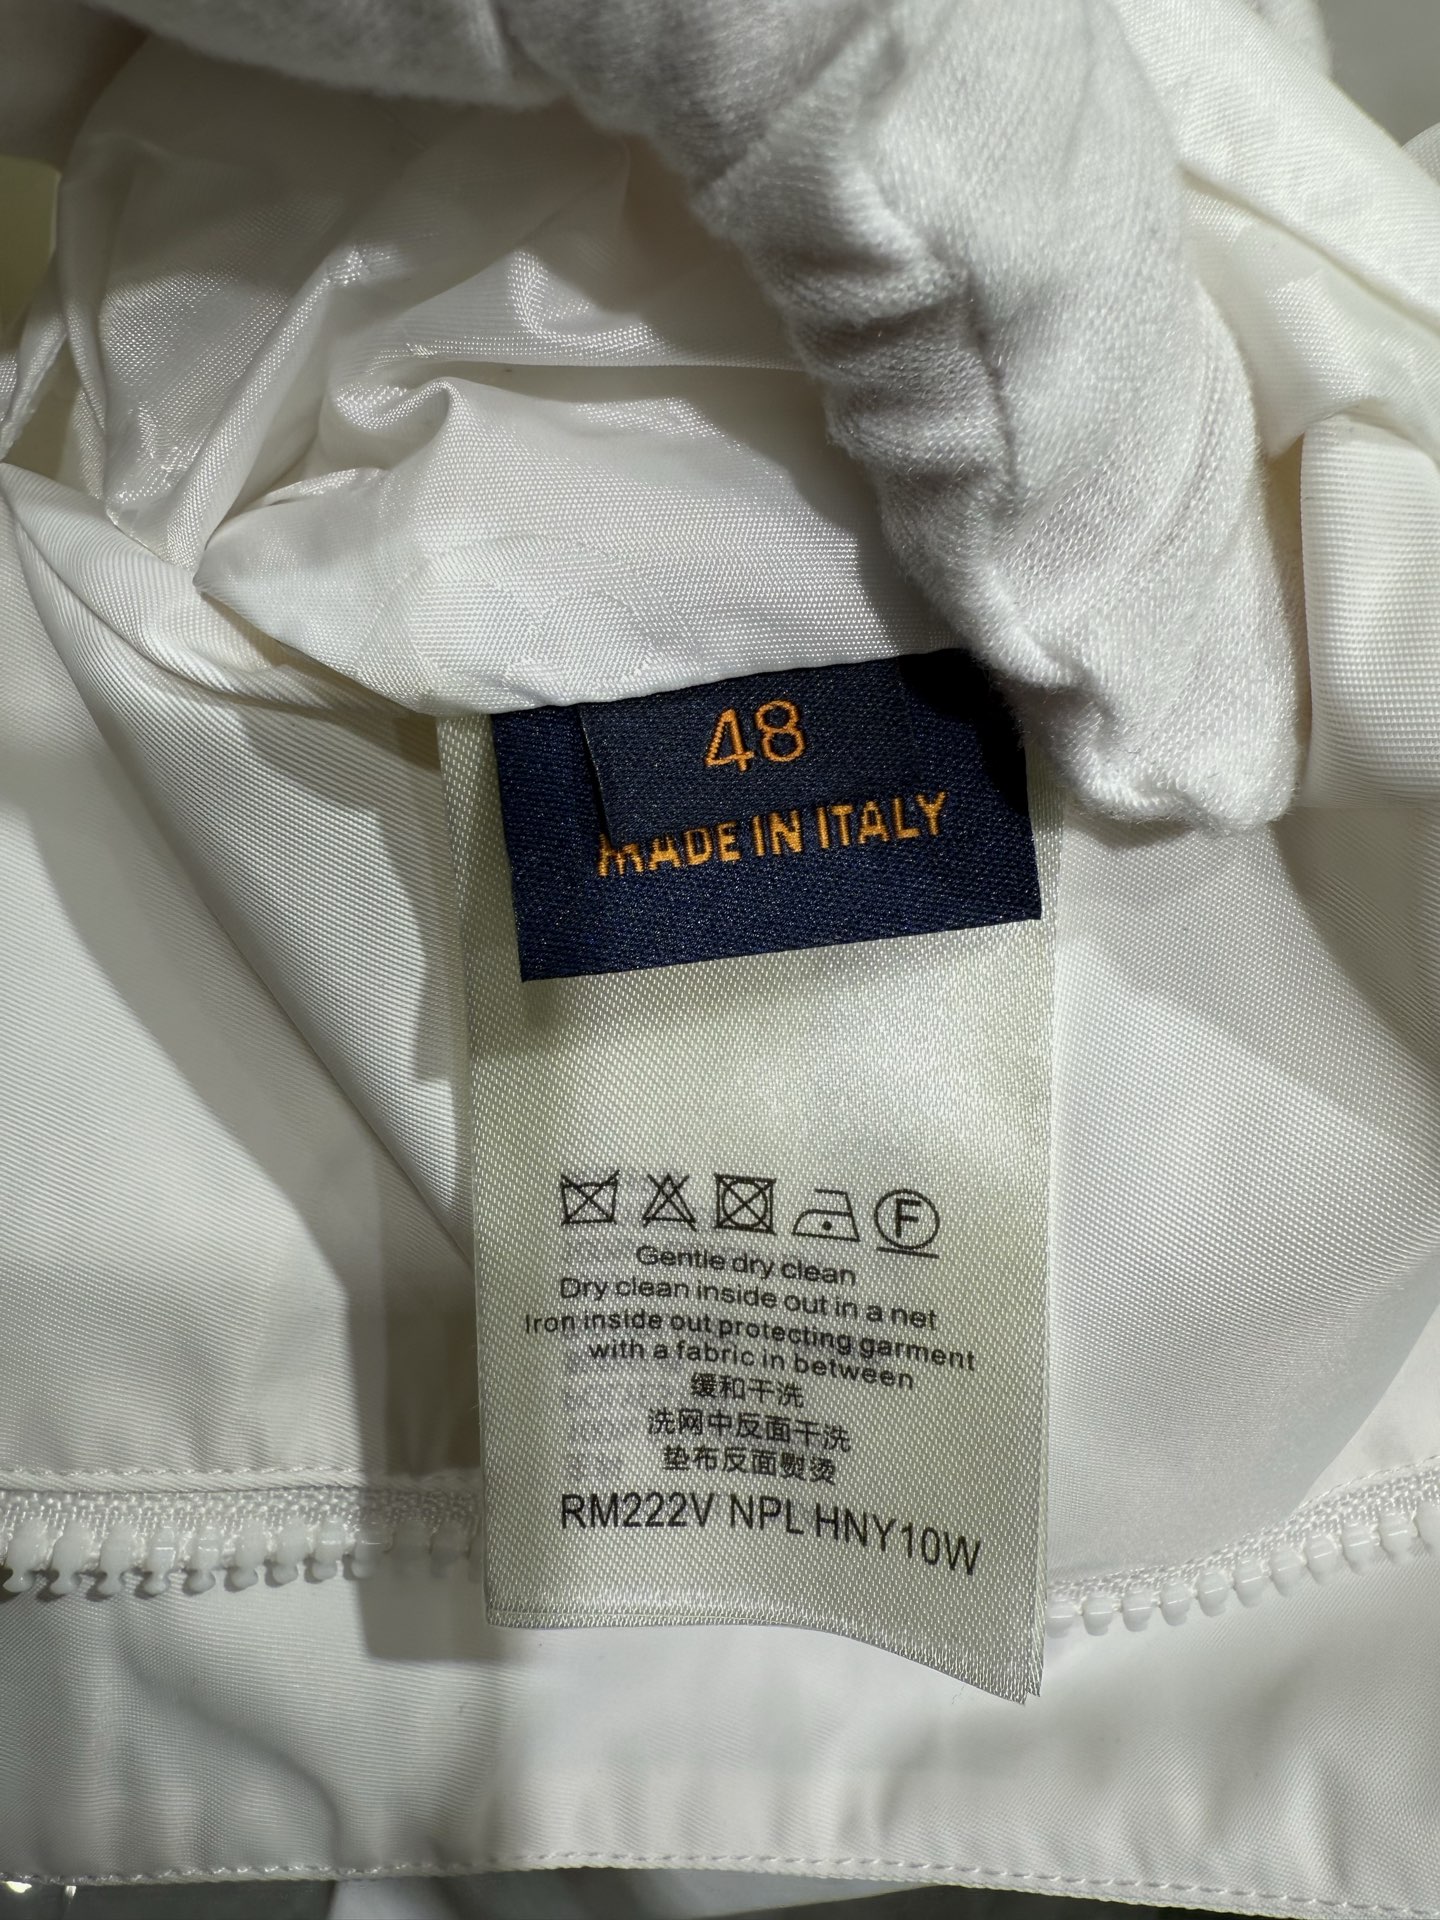 48
MADE IN ITALY
F
Gentle dry clean
Dry clean inside out in a net
Iron inside out protecting garment
with a fabric in between
缓和干洗
洗网中反面干洗
垫布反面熨烫
RM222V NPL HNY10W